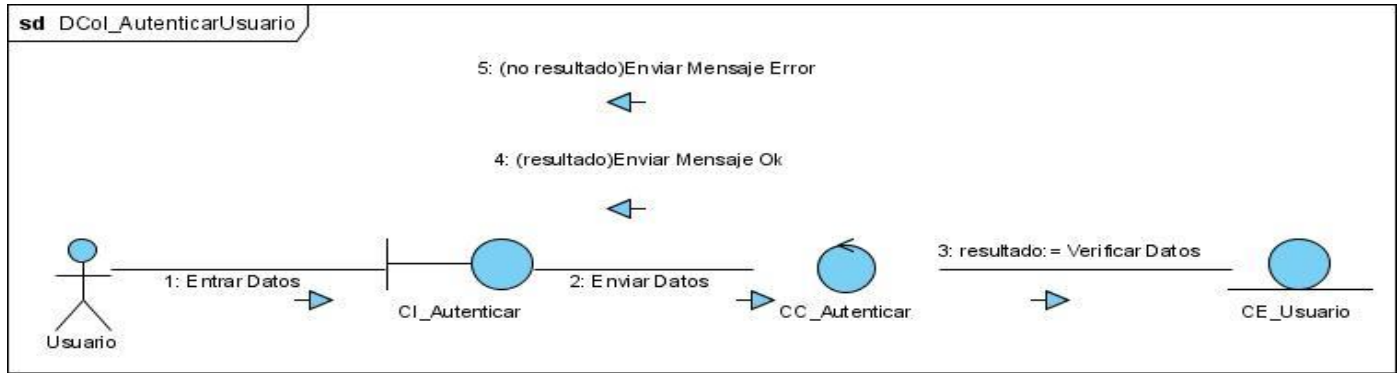 sd DCol_AutenticarUsuario
5: (no resultado)Enviar Mensaje Error
4: (resultado)Enviar Mensaje Ok
1: Entrar Datos
2: Enviar Datos
3: resultado:= Verificar Datos
CI_Autenticar
CC_Autenticar
CE_Usuario
Usuario